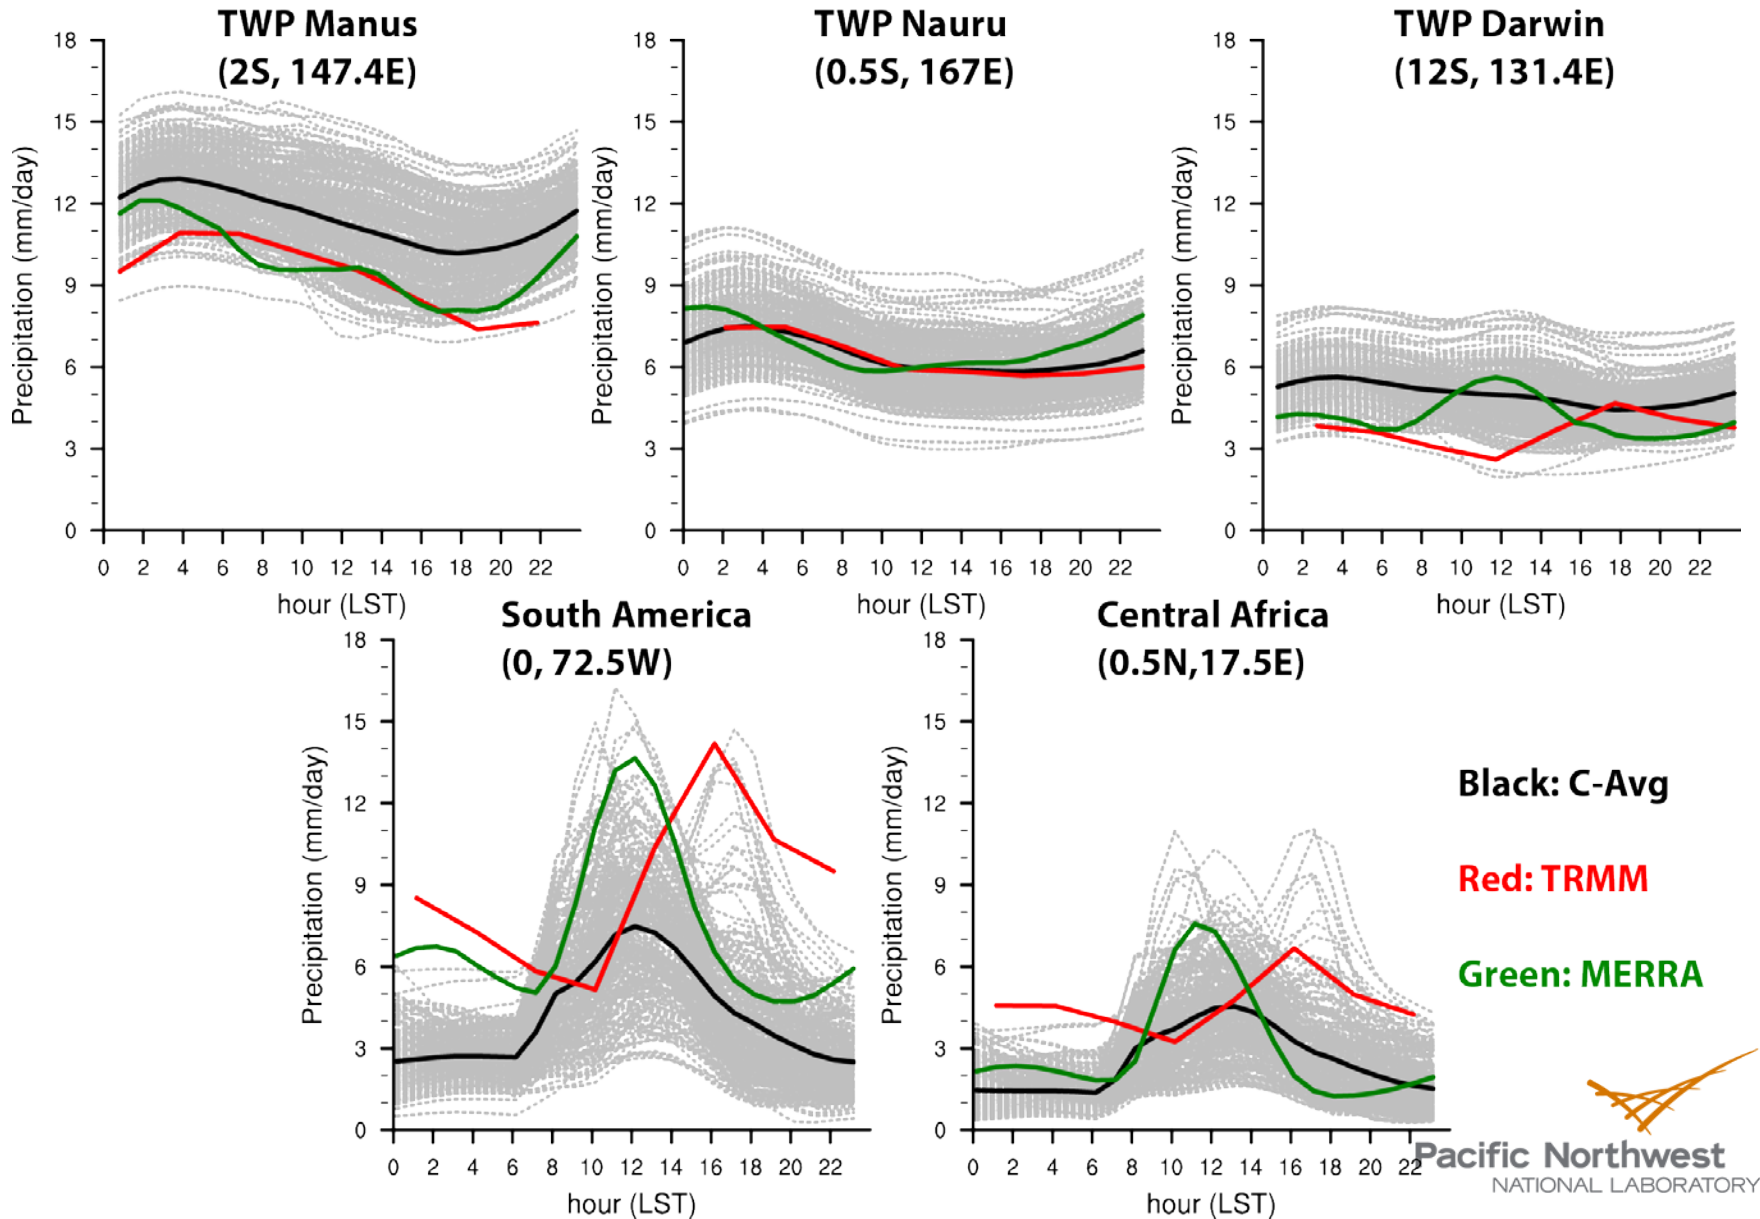 TWP Manus
(2S, 147.4E)
TWP Nauru
(0.5S, 167E)
TWP Darwin
(12S, 131.4E)
Precipitation (mm/day)
18
15
12
9
6
3
0
0 2 4 6 8 10 12 14 16 18 20 22
hour (LST)
Precipitation (mm/day)
18
15
12
9
6
3
0
0 2 4 6 8 10 12 14 16 18 20 22
hour (LST)
Precipitation (mm/day)
18
15
12
9
6
3
0
0 2 4 6 8 10 12 14 16 18 20 22
hour (LST)
South America
(0, 72.5W)
Precipitation (mm/day)
18
15
12
9
6
3
0
0 2 4 6 8 10 12 14 16 18 20 22
hour (LST)
Central Africa
(0.5N,17.5E)
Precipitation (mm/day)
18
15
12
9
6
3
0
0 2 4 6 8 10 12 14 16 18 20 22
hour (LST)
Black: C-Avg
Red: TRMM
Green: MERRA
Pacific Northwest
NATIONAL LABORATORY